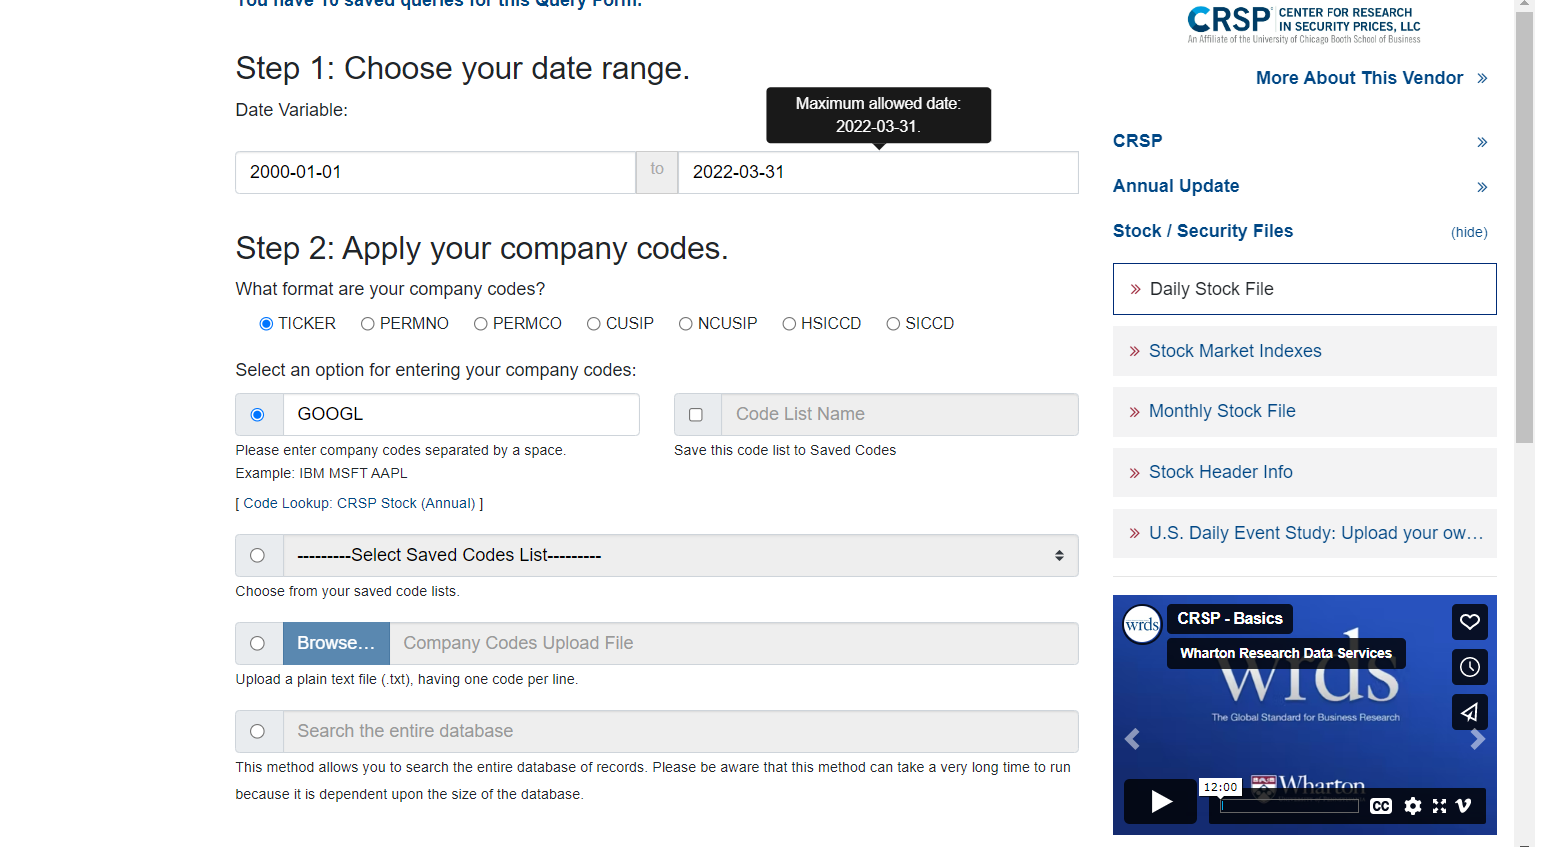 You have 10 saved queries for this Query Form.
Step 1: Choose your date range.
Date Variable:
Maximum allowed date:
2022-03-31.
2000-01-01 to 2022-03-31
Step 2: Apply your company codes.
What format are your company codes?
TICKER PERMNO PERMCO CUSIP NCUSIP HSICCD SICCD
Select an option for entering your company codes:
GOOGL
Code List Name
Please enter company codes separated by a space.
Save this code list to Saved Codes
Example: IBM MSFT AAPL
[ Code Lookup: CRSP Stock (Annual) ]
---------Select Saved Codes List---------
Choose from your saved code lists.
Browse... Company Codes Upload File
Upload a plain text file (.txt), having one code per line.
Search the entire database
This method allows you to search the entire database of records. Please be aware that this method can take a very long time to run
because it is dependent upon the size of the database.
CRSP CENTER FOR RESEARCH
IN SECURITY PRICES, LLC
An Affiliate of the University of Chicago Booth School of Business
More About This Vendor »
CRSP »
Annual Update »
Stock / Security Files (hide)
» Daily Stock File
» Stock Market Indexes
» Monthly Stock File
» Stock Header Info
» U.S. Daily Event Study: Upload your ow...
wrds
CRSP - Basics
Wharton Research Data Services
wrds
The Global Standard for Business Research
Wharton
12:00
CC